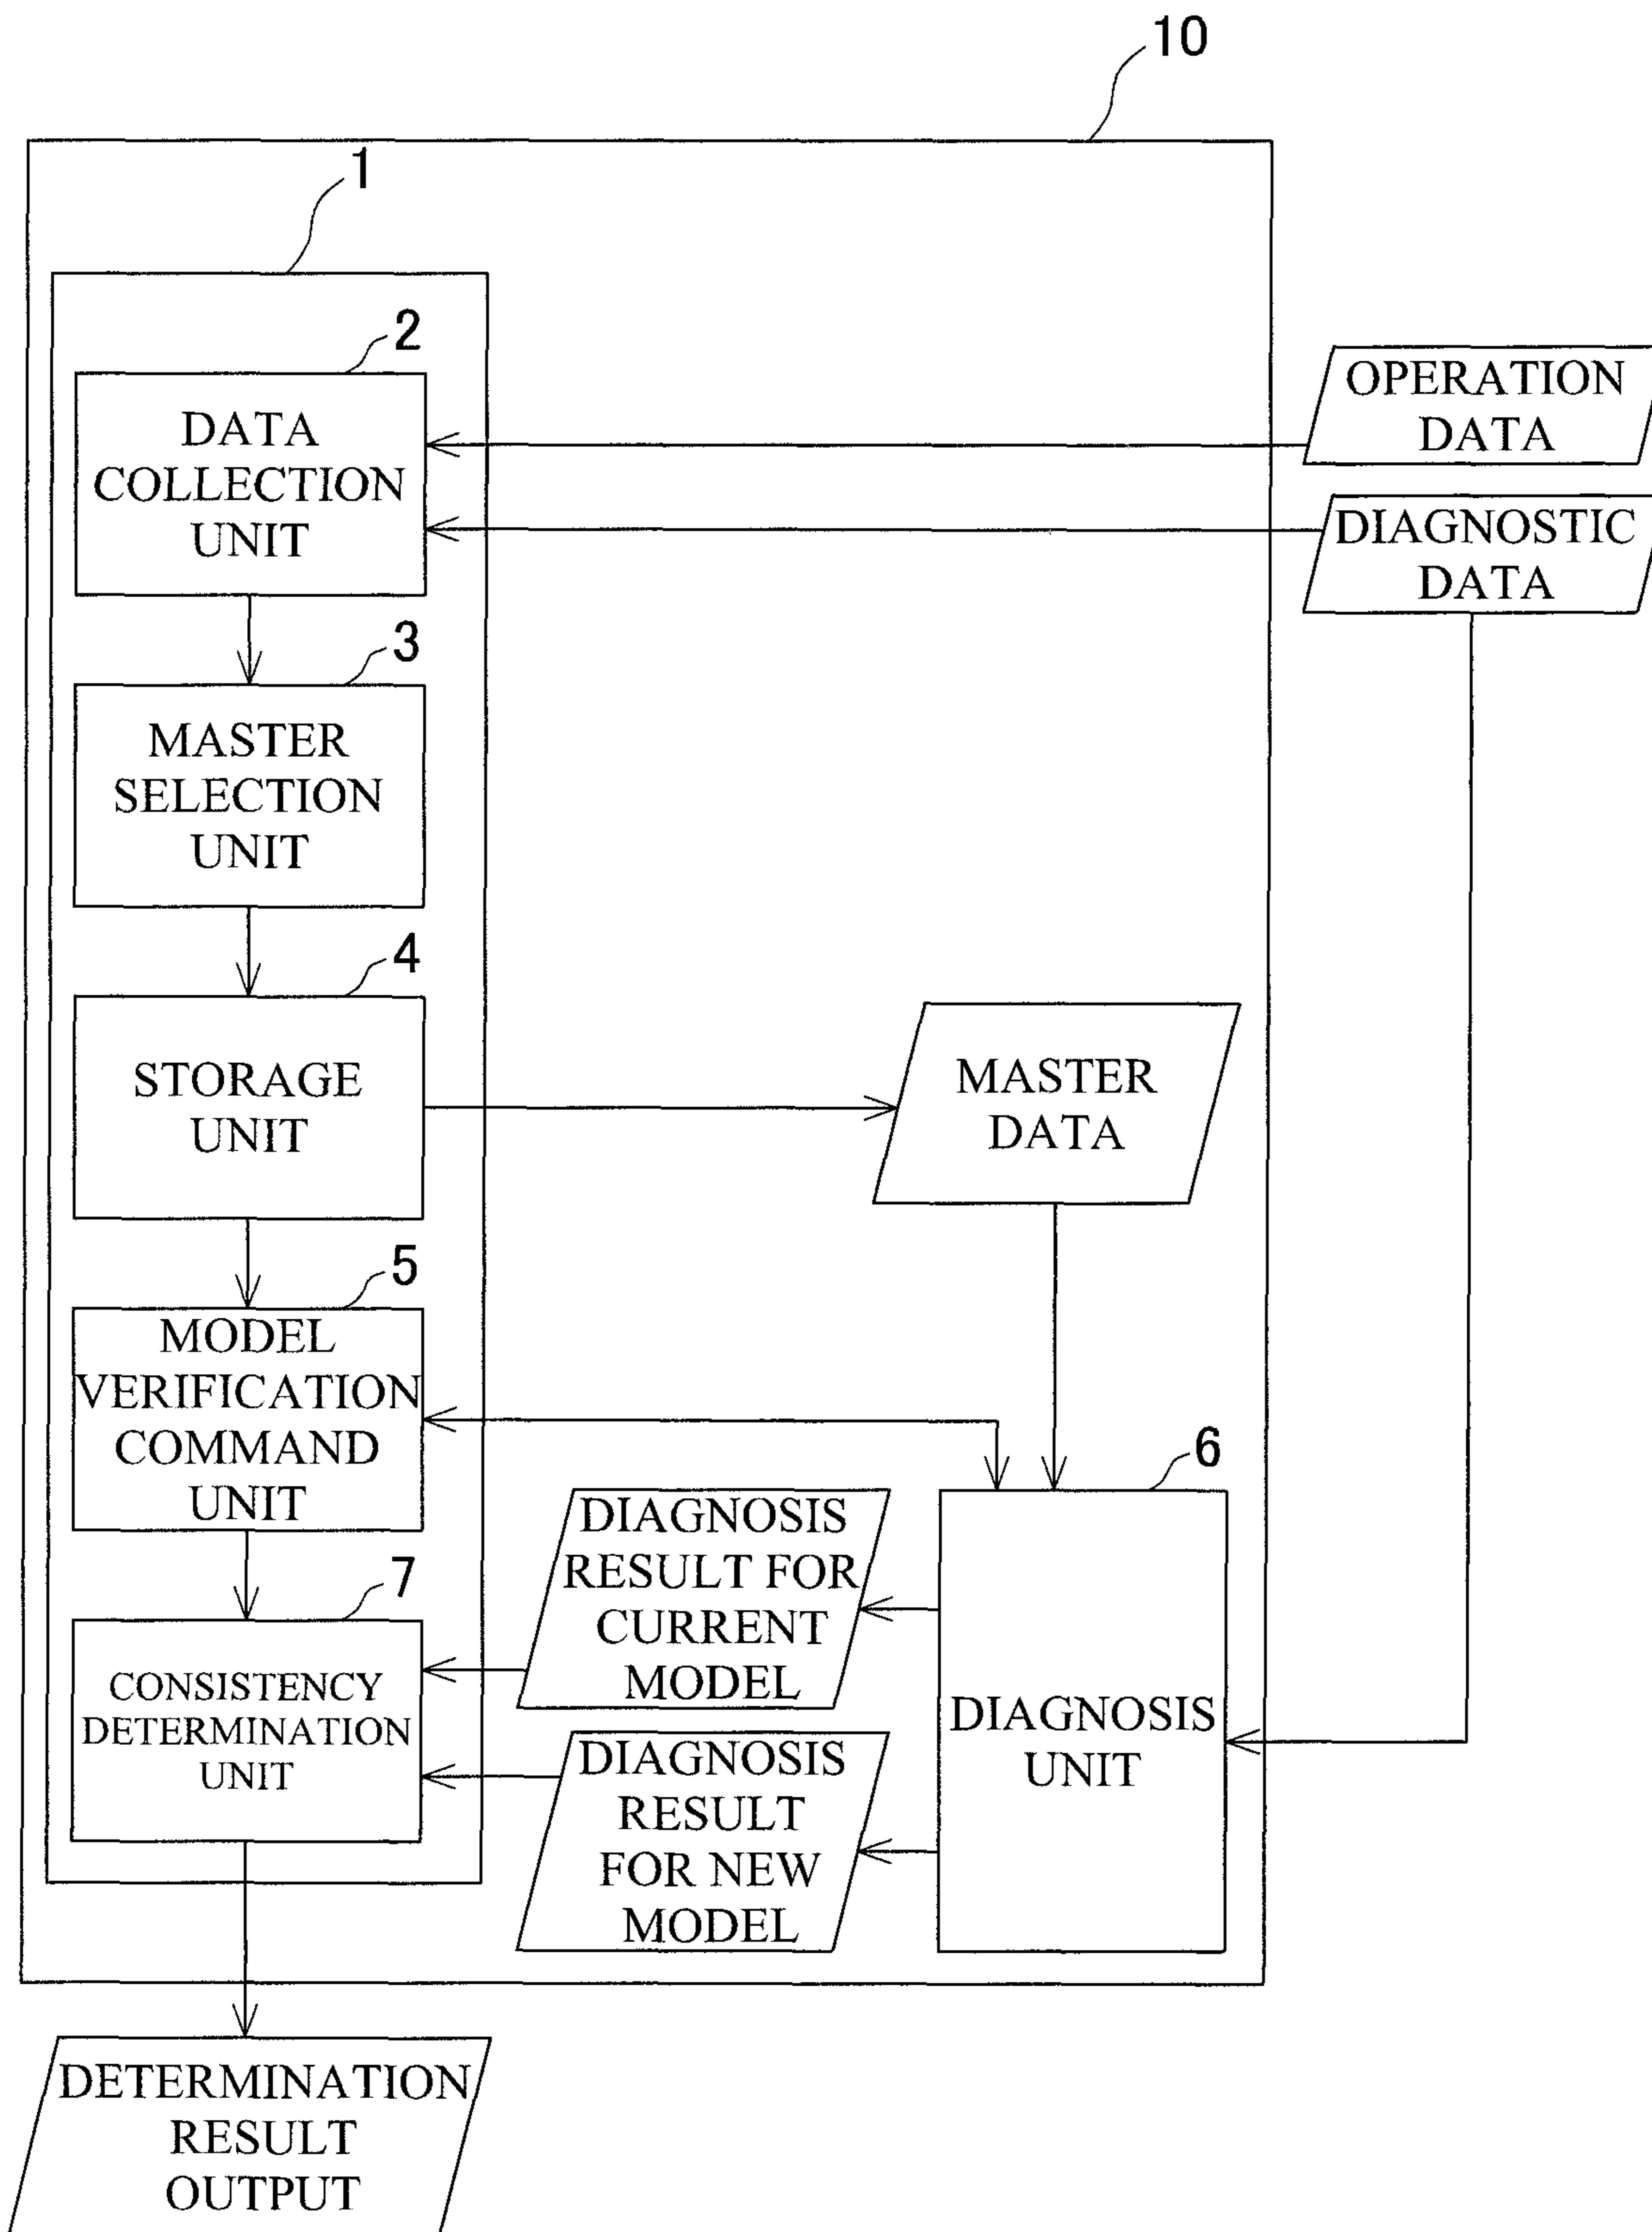 10
1
2
DATA
COLLECTION
UNIT
OPERATION
DATA
DIAGNOSTIC
DATA
3
MASTER
SELECTION
UNIT
4
STORAGE
UNIT
MASTER
DATA
5
MODEL
VERIFICATION
COMMAND
UNIT
6
DIAGNOSIS
UNIT
DIAGNOSIS
RESULT FOR
CURRENT
MODEL
7
CONSISTENCY
DETERMINATION
UNIT
DIAGNOSIS
RESULT
FOR NEW
MODEL
DETERMINATION
RESULT
OUTPUT